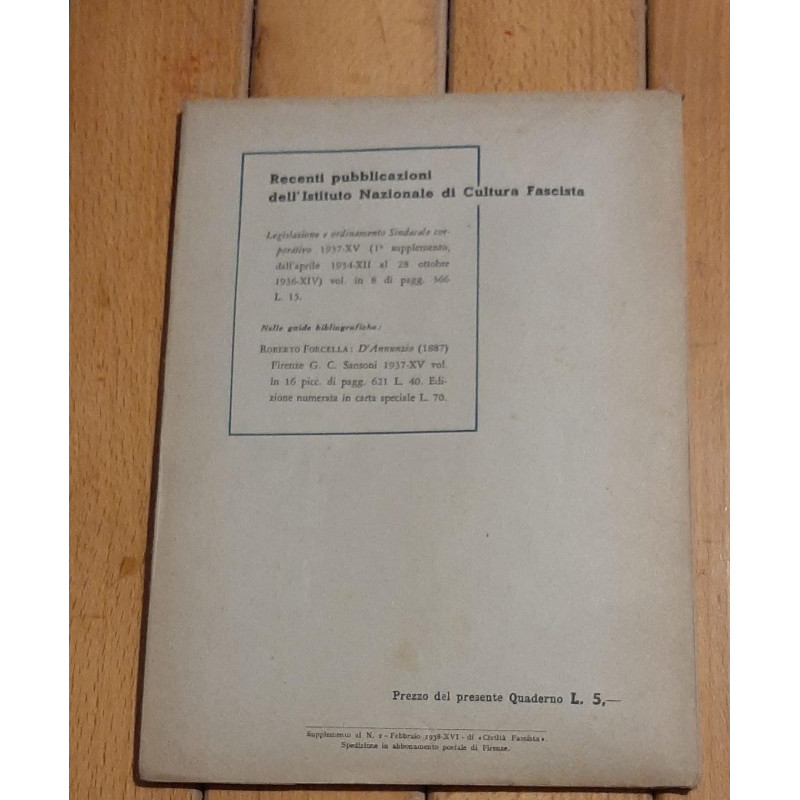 Recenti pubblicazioni
dell'Istituto Nazionale di Cultura Fascista
Legislazione e ordinamento Sindacale cor-
porativo 1937-XV (1° supplemento,
dall'aprile 1934-XII al 28 ottobre
1936-XIV) vol. in 8 di pagg. 566
L. 15.
Nelle guide bibliografiche:
ROBERTO FORCELLA: D'Annunzio (1887)
Firenze G. C. Sansoni 1937-XV vol.
in 16 picc. di pagg. 621 L. 40. Edi-
zione numerata in carta speciale L. 70.
Prezzo del presente Quaderno L. 5,—
Supplemento al N. 2 - Febbraio 1938-XVI - di «Civiltà Fascista».
Spedizione in abbonamento postale di Firenze.